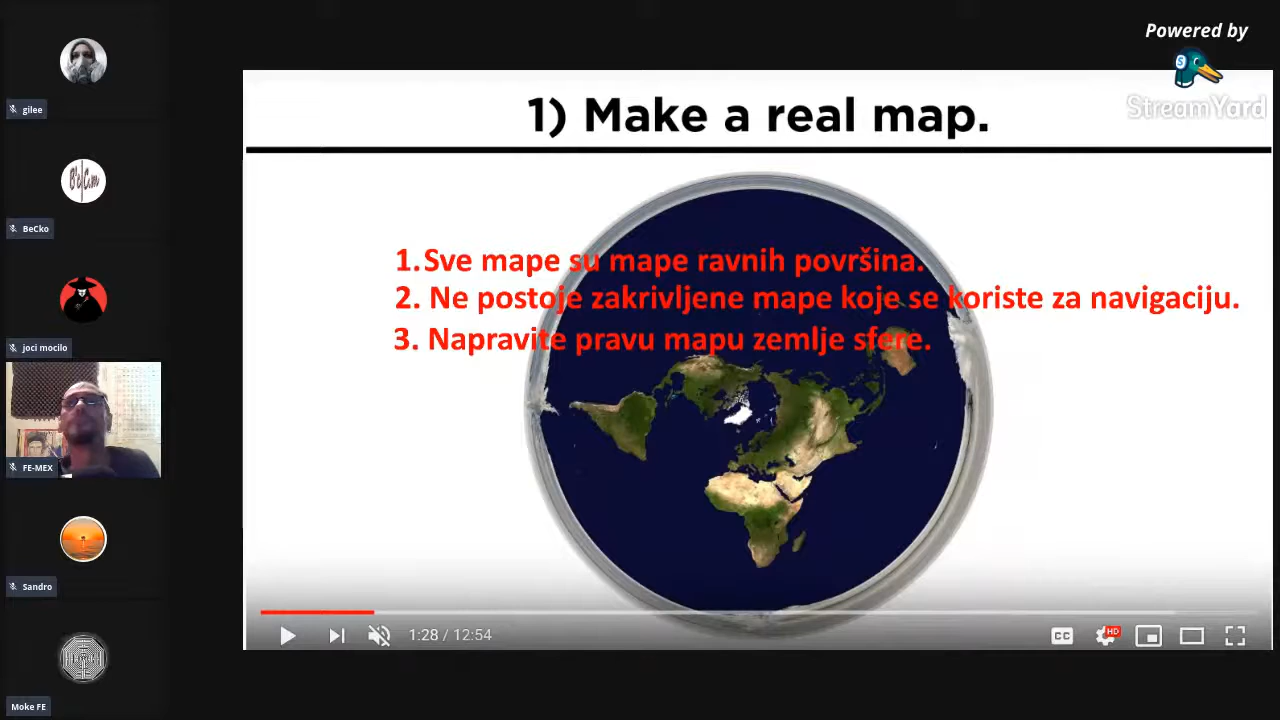 Powered by
StreamYard
gilee
BeCko
joci mocilo
FE-MEX
Sandro
Moke FE
1) Make a real map.
1. Sve mape su mape ravnih površina.
2. Ne postoje zakrivljene mape koje se koriste za navigaciju.
3. Napravite pravu mapu zemlje sfere.
1:28 / 12:54
CC
HD